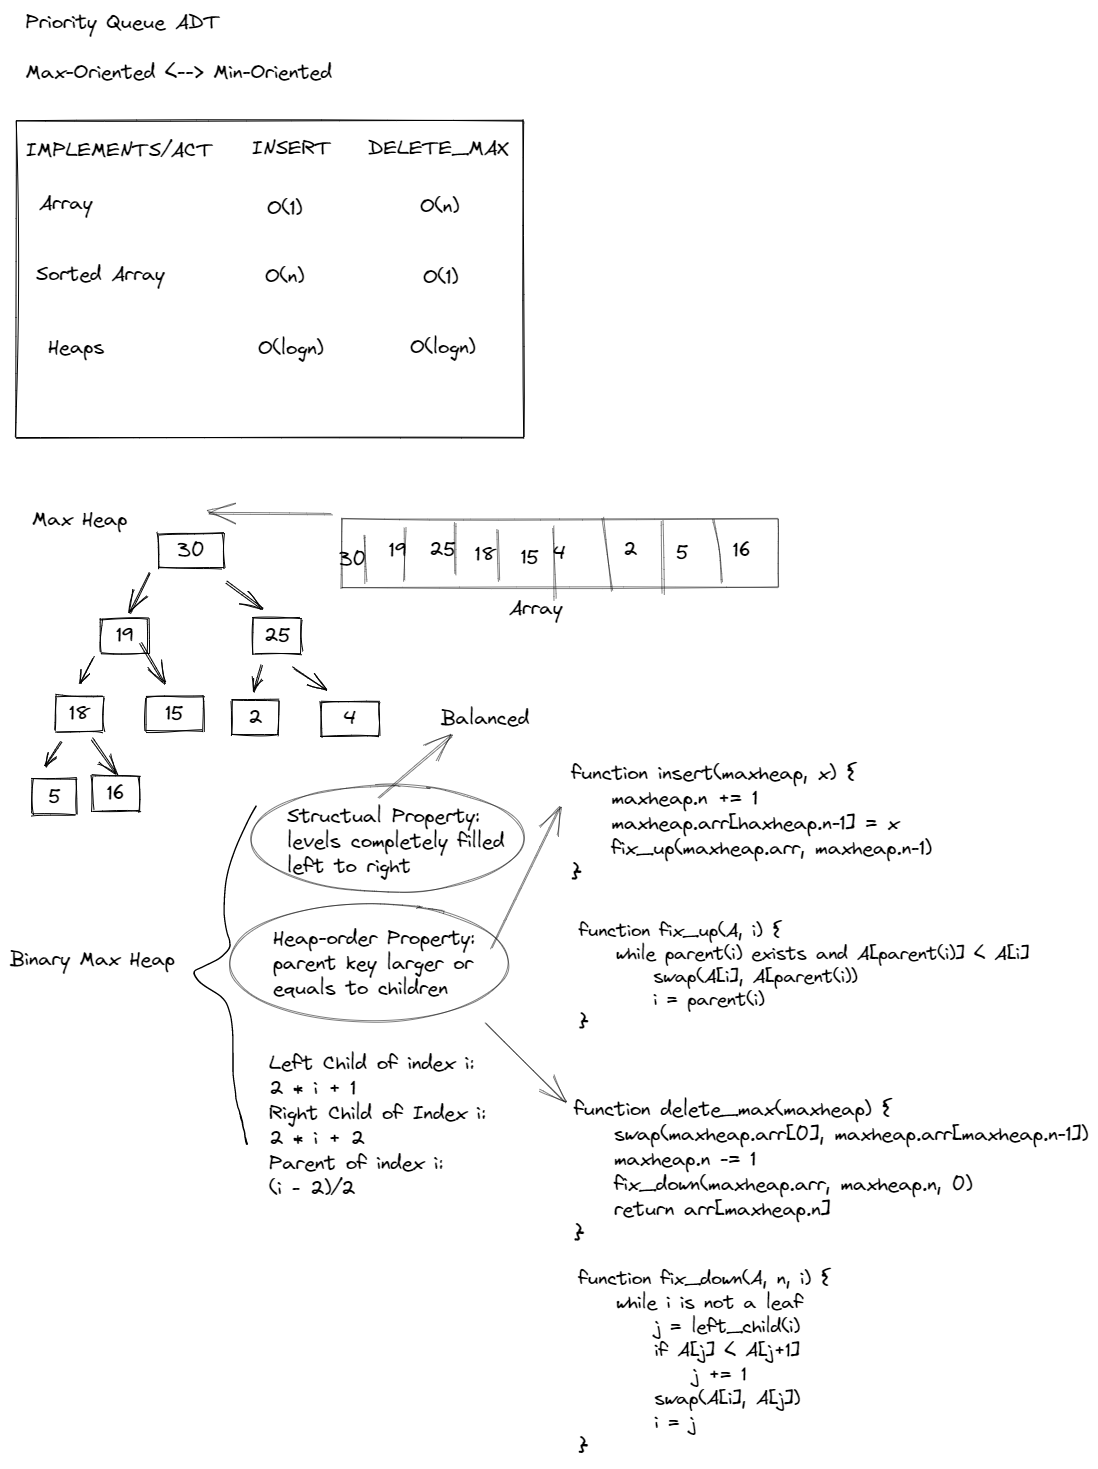 Priority Queue ADT
Max-Oriented <--> Min-Oriented
IMPLEMENTS/ACT INSERT DELETE_MAX
Array O(1) O(n)
Sorted Array O(n) O(1)
Heaps O(logn) O(logn)
Max Heap
30
19 25
18 15 2 4
5 16
30 19 25 18 15 4 2 5 16
Array
Balanced
Structual Property:
levels completely filled
left to right
Binary Max Heap
Heap-order Property:
parent key larger or
equals to children
Left Child of index i:
2 * i + 1
Right Child of Index i:
2 * i + 2
Parent of index i:
(i - 2)/2
function insert(maxheap, x) {
maxheap.n += 1
maxheap.arr[haxheap.n-1] = x
fix_up(maxheap.arr, maxheap.n-1)
}
function fix_up(A, i) {
while parent(i) exists and A[parent(i)] < A[i]
swap(A[i], A[parent(i))
i = parent(i)
}
function delete_max(maxheap) {
swap(maxheap.arr[0], maxheap.arr[maxheap.n-1])
maxheap.n -= 1
fix_down(maxheap.arr, maxheap.n, 0)
return arr[maxheap.n]
}
function fix_down(A, n, i) {
while i is not a leaf
j = left_child(i)
if A[j] < A[j+1]
j += 1
swap(A[i], A[j])
i = j
}